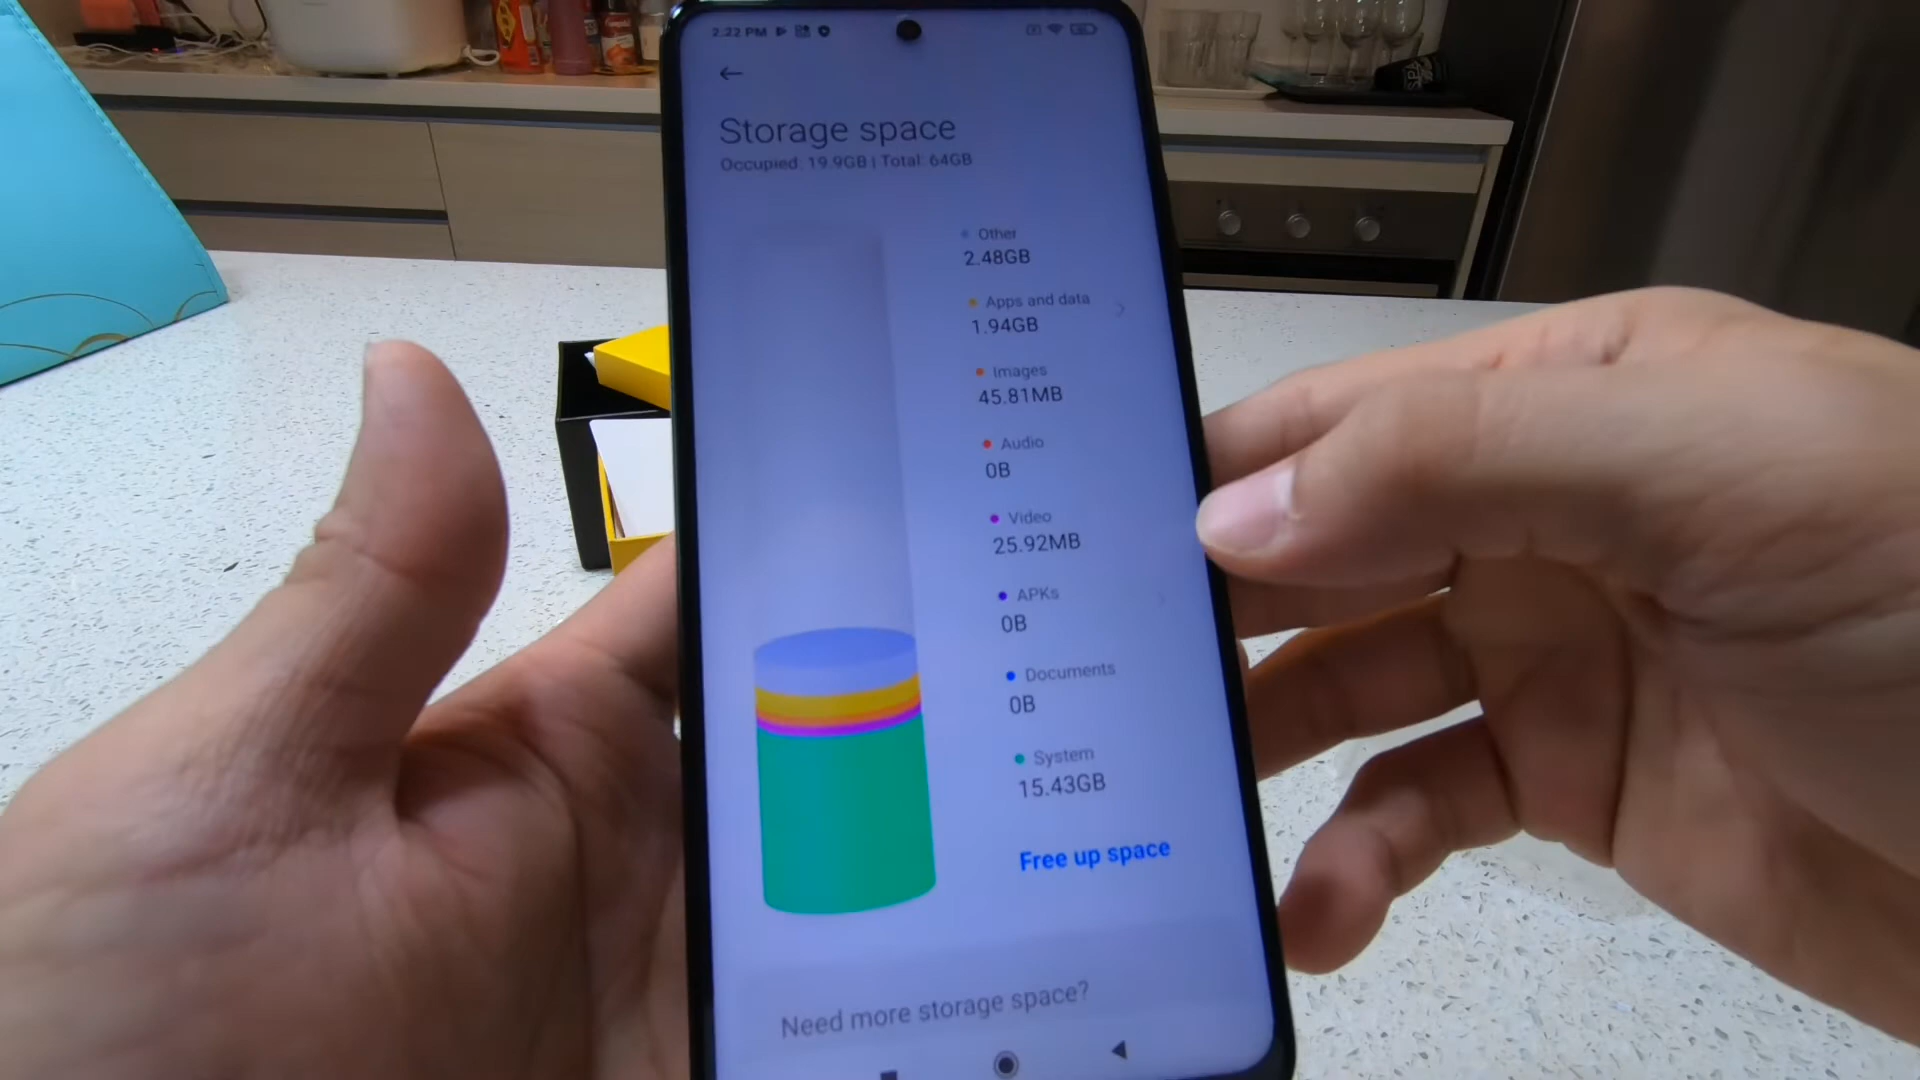 2:22 PM
Storage space
Occupied: 19.9GB | Total: 64GB
Other
2.48GB
Apps and data
1.94GB
Images
45.81MB
Audio
0B
Video
25.92MB
APKs
0B
Documents
0B
System
15.43GB
Free up space
Need more storage space?
SPA